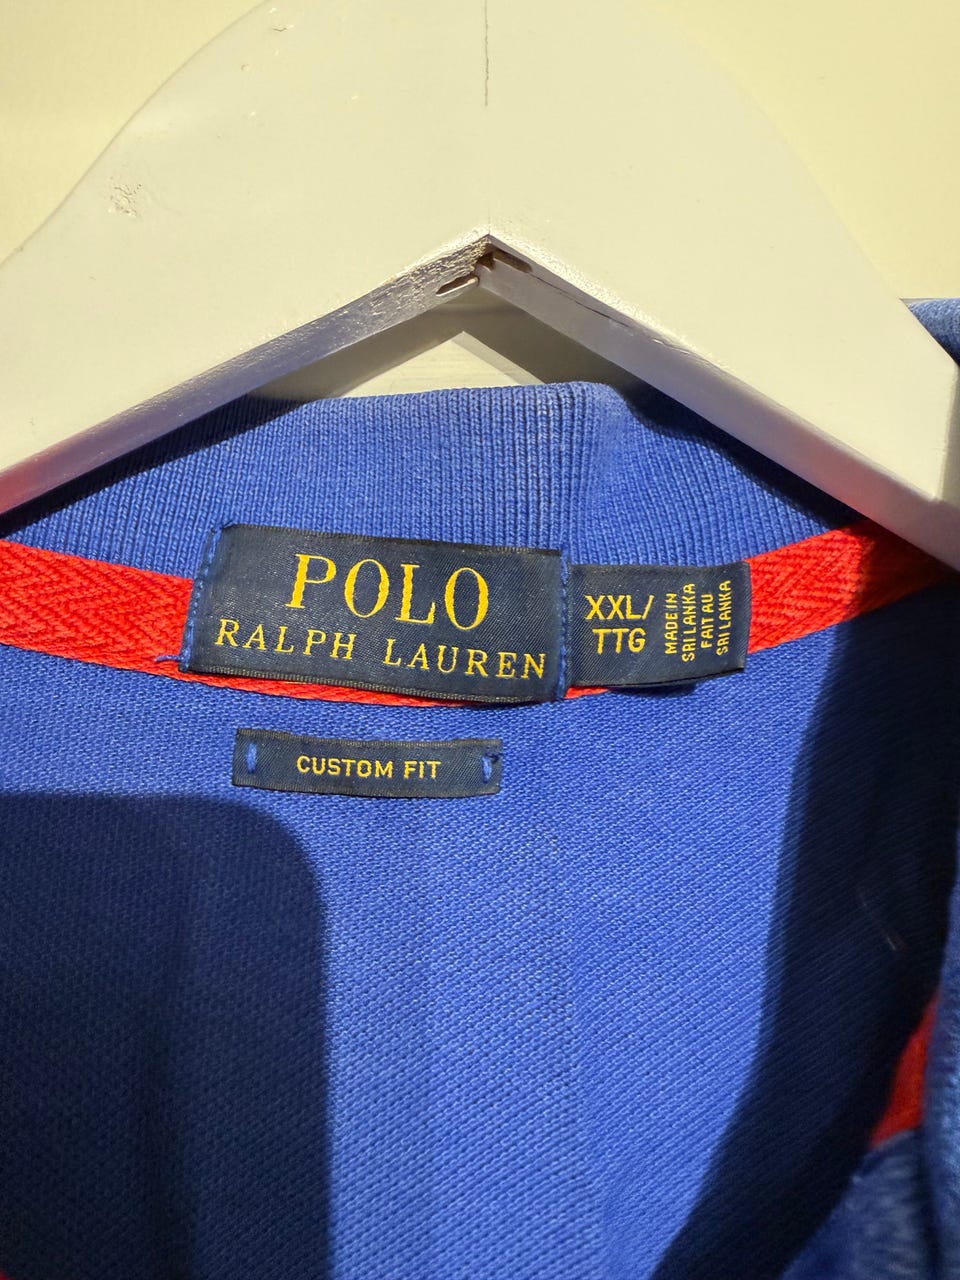 POLO
RALPH LAUREN
XXL/
TTG
MADE IN
SRI LANKA
FAIT AU
SRI LANKA
CUSTOM FIT